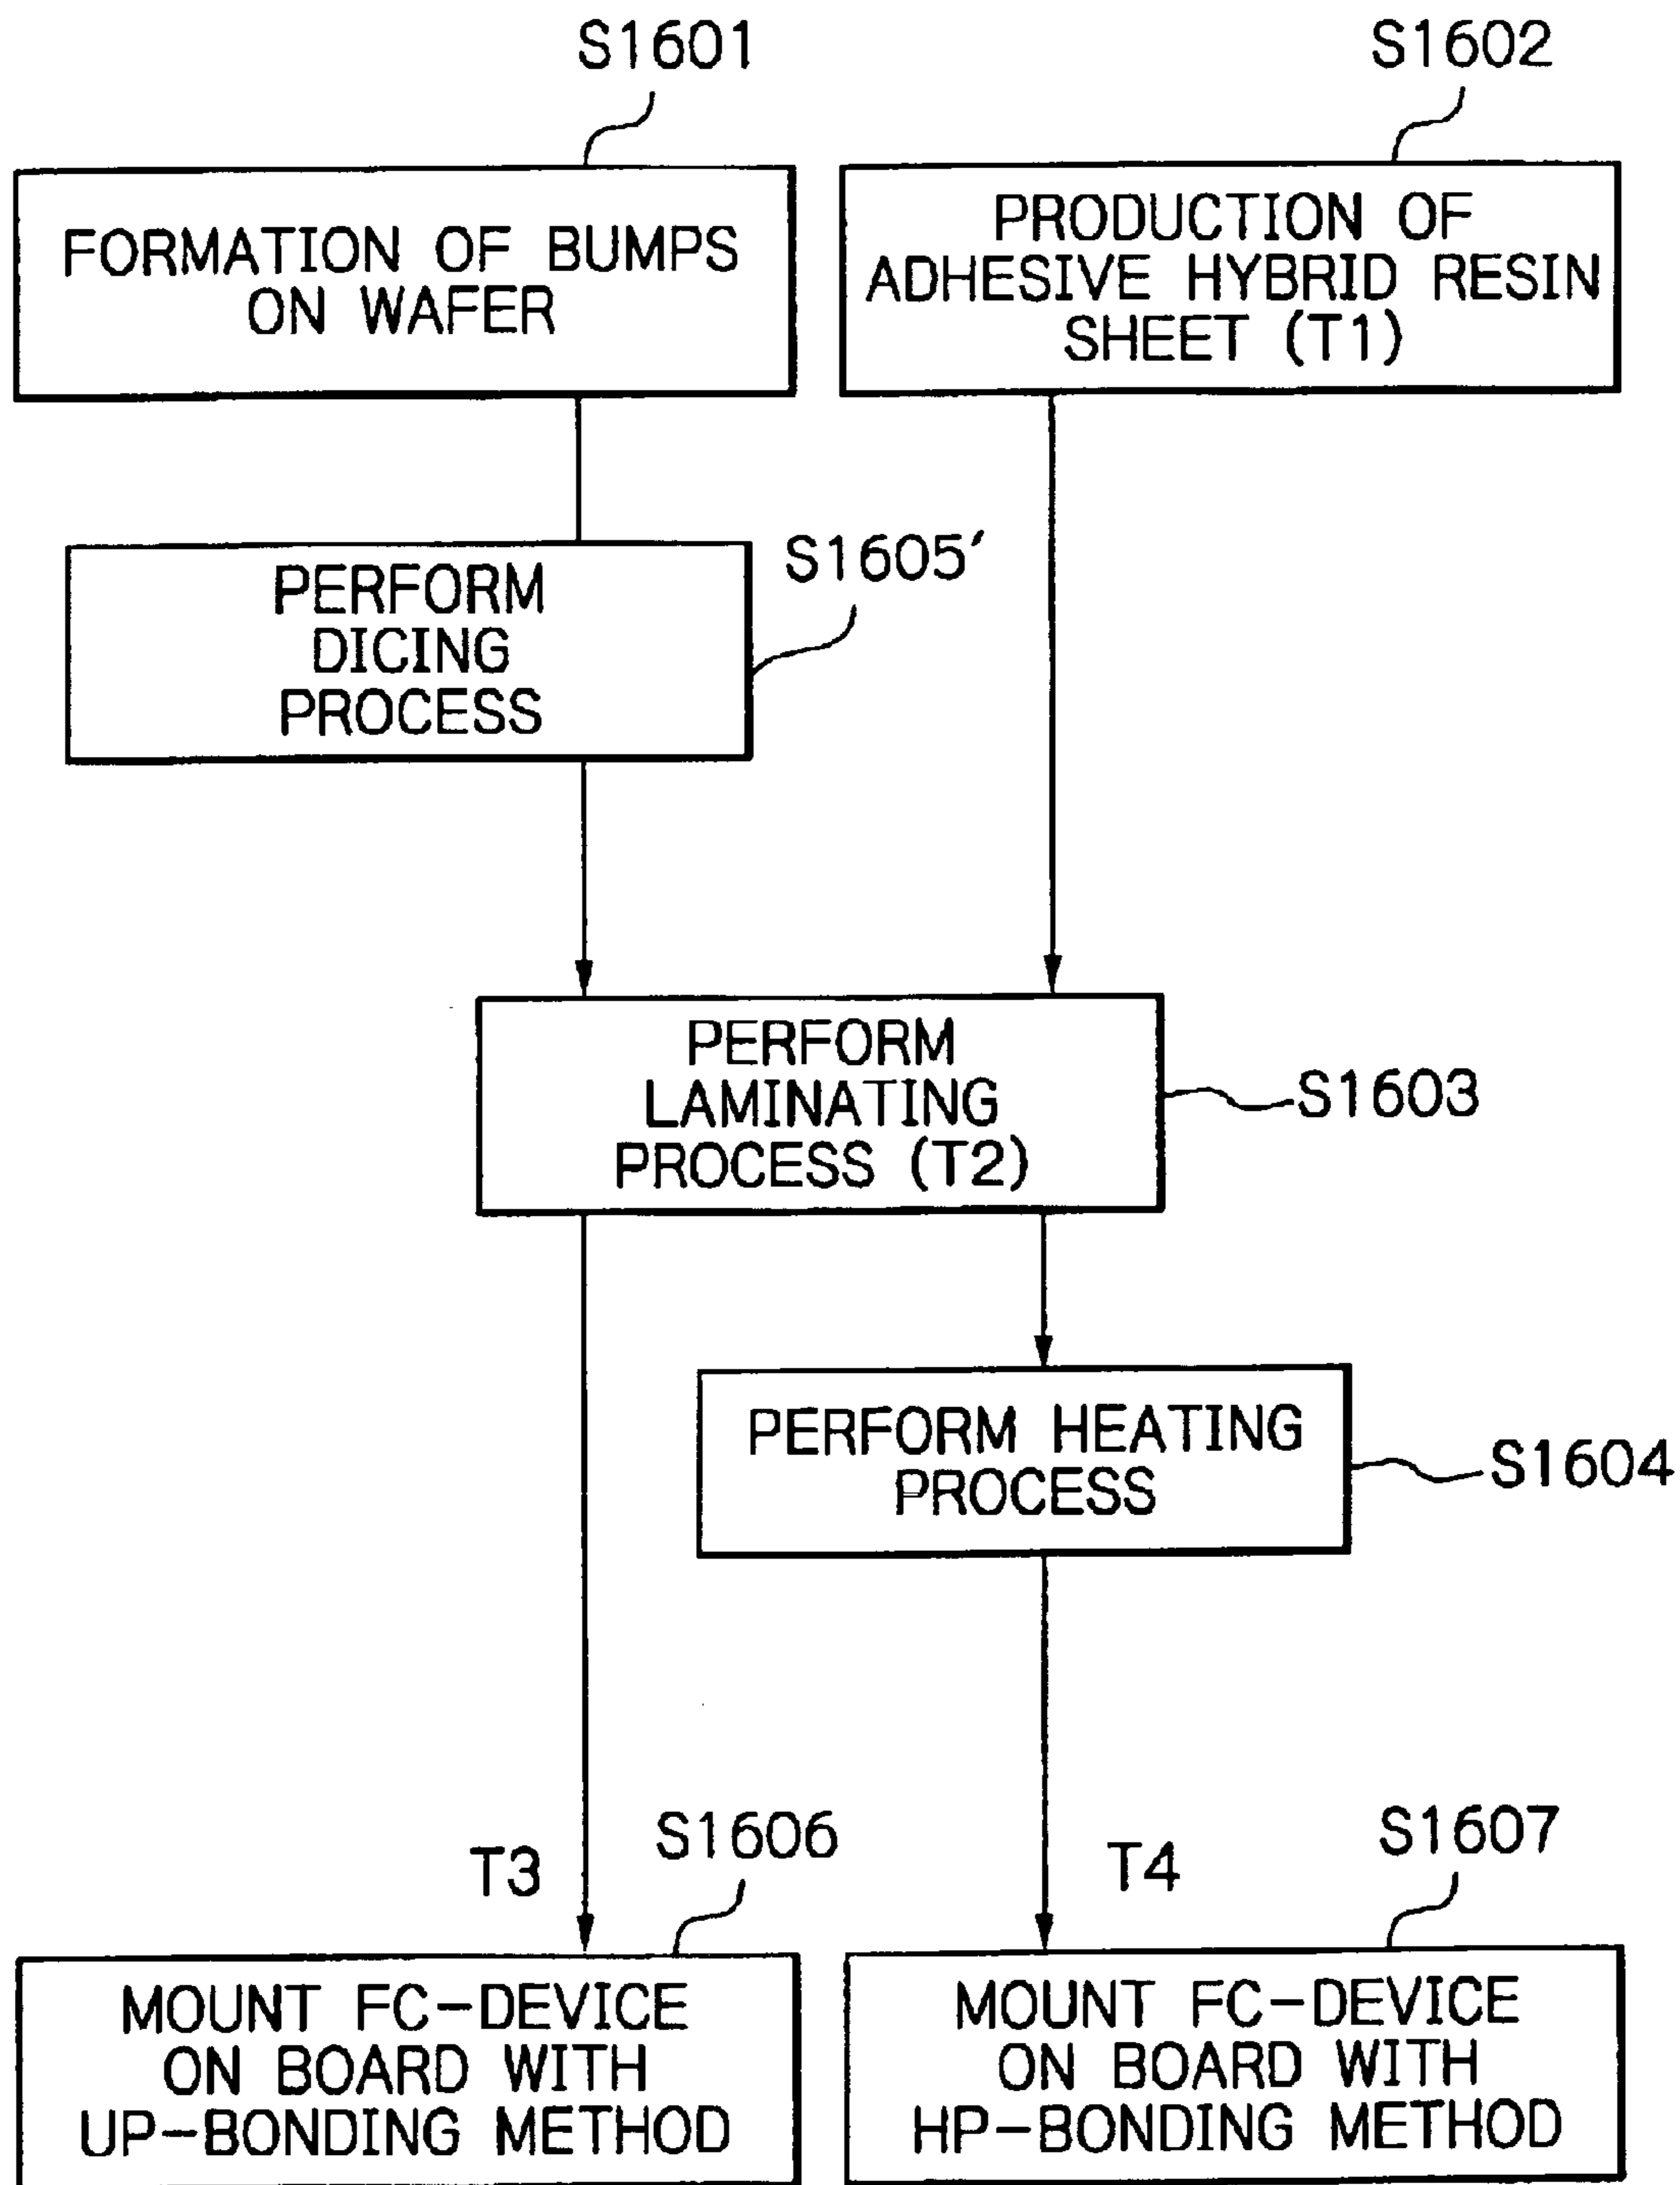 S1601
S1602
FORMATION OF BUMPS
ON WAFER
PRODUCTION OF
ADHESIVE HYBRID RESIN
SHEET (T1)
S1605'
PERFORM
DICING
PROCESS
PERFORM
LAMINATING
PROCESS (T2)
S1603
PERFORM HEATING
PROCESS
S1604
T3
S1606
T4
S1607
MOUNT FC-DEVICE
ON BOARD WITH
UP-BONDING METHOD
MOUNT FC-DEVICE
ON BOARD WITH
HP-BONDING METHOD